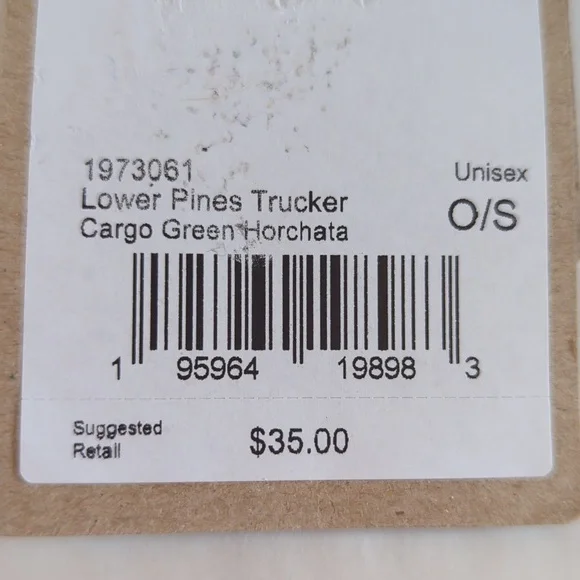 1973061
Unisex
Lower Pines Trucker
O/S
Cargo Green Horchata
1 95964 19898 3
Suggested
Retail
$35.00